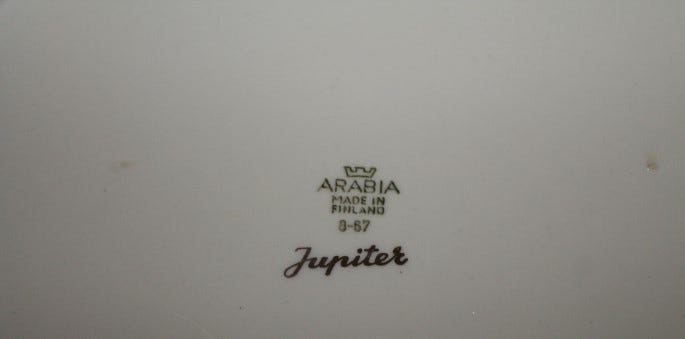 ARABIA
MADE IN
FINLAND
8-67
Jupiter